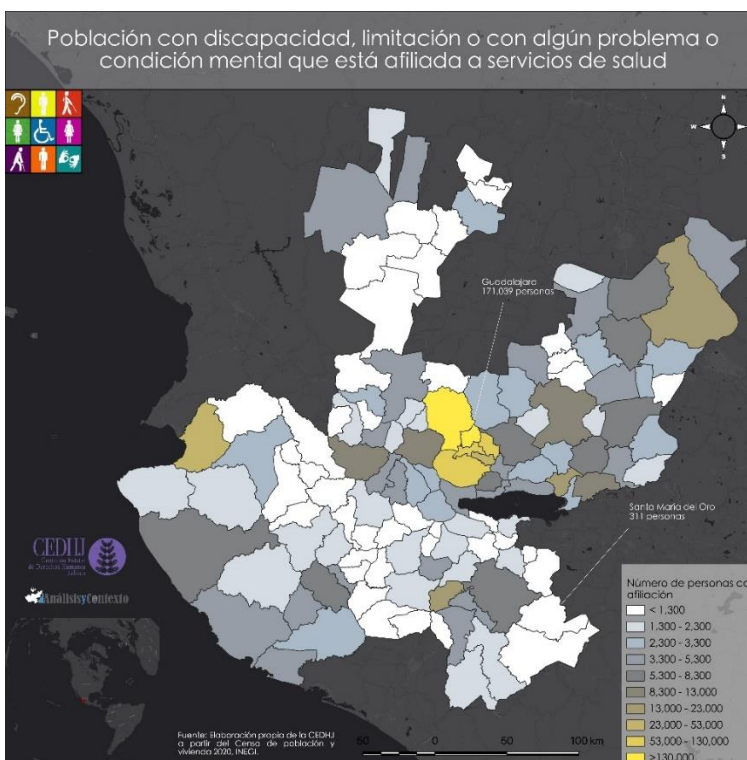 Población con discapacidad, limitación o con algún problema o
condición mental que está afiliada a servicios de salud
N
W
S
Guadalajara
171,039 personas
Santa María del Oro
311 personas
CEDHJ
AnálisisyContexto
Número de personas co
afiliación
< 1,300
1,300 - 2,300
2,300 - 3,300
3,300 - 5,300
5,300 - 8,300
8,300 - 13,000
13,000 - 23,000
23,000 - 53,000
53,000 - 130,000
>130,000
Fuente: Elaboración propia de la CEDHJ
a partir del Censo de población y
vivienda 2020, INEGI.
50 0 50 100 km